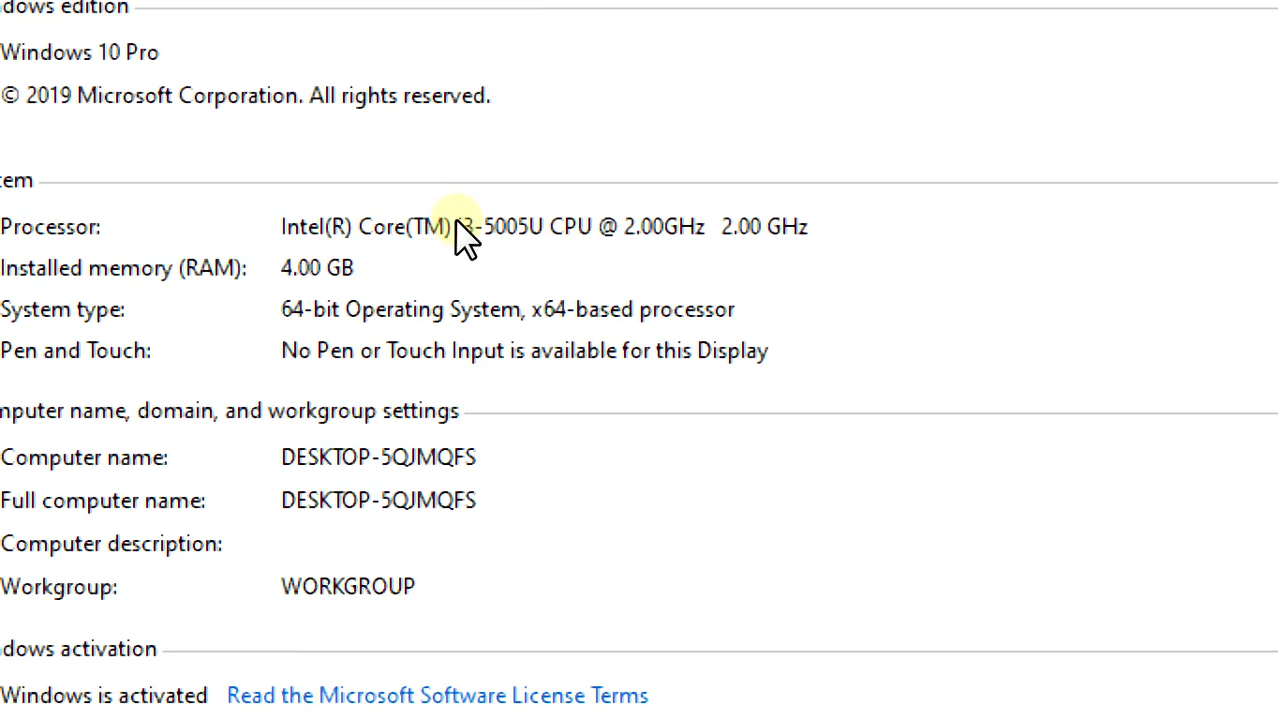 dows edition
Windows 10 Pro
© 2019 Microsoft Corporation. All rights reserved.
tem
Processor: Intel(R) Core(TM) i3-5005U CPU @ 2.00GHz 2.00 GHz
Installed memory (RAM): 4.00 GB
System type: 64-bit Operating System, x64-based processor
Pen and Touch: No Pen or Touch Input is available for this Display
mputer name, domain, and workgroup settings
Computer name: DESKTOP-5QJMQFS
Full computer name: DESKTOP-5QJMQFS
Computer description:
Workgroup: WORKGROUP
dows activation
Windows is activated Read the Microsoft Software License Terms